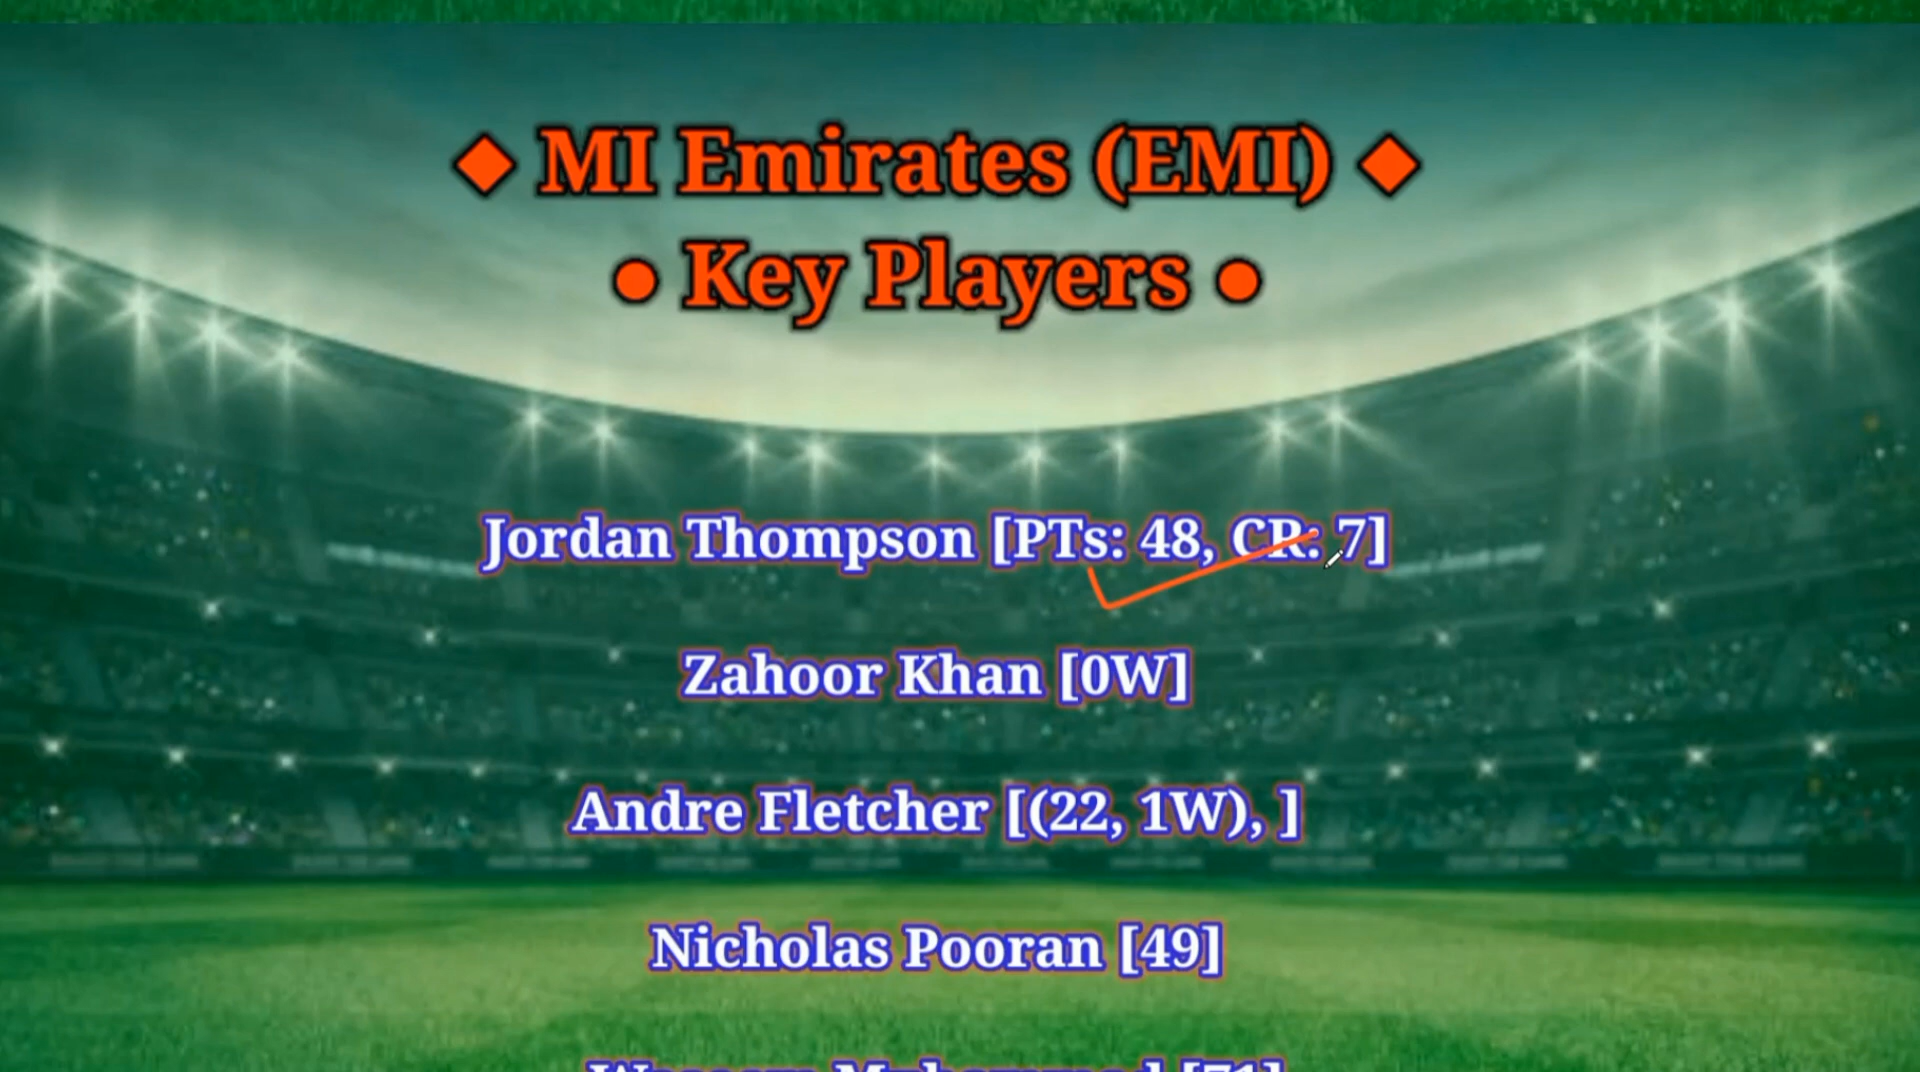 ◆ MI Emirates (EMI) ◆
● Key Players ●
Jordan Thompson [PTs: 48, CR: 7]
Zahoor Khan [0W]
Andre Fletcher [(22, 1W), ]
Nicholas Pooran [49]